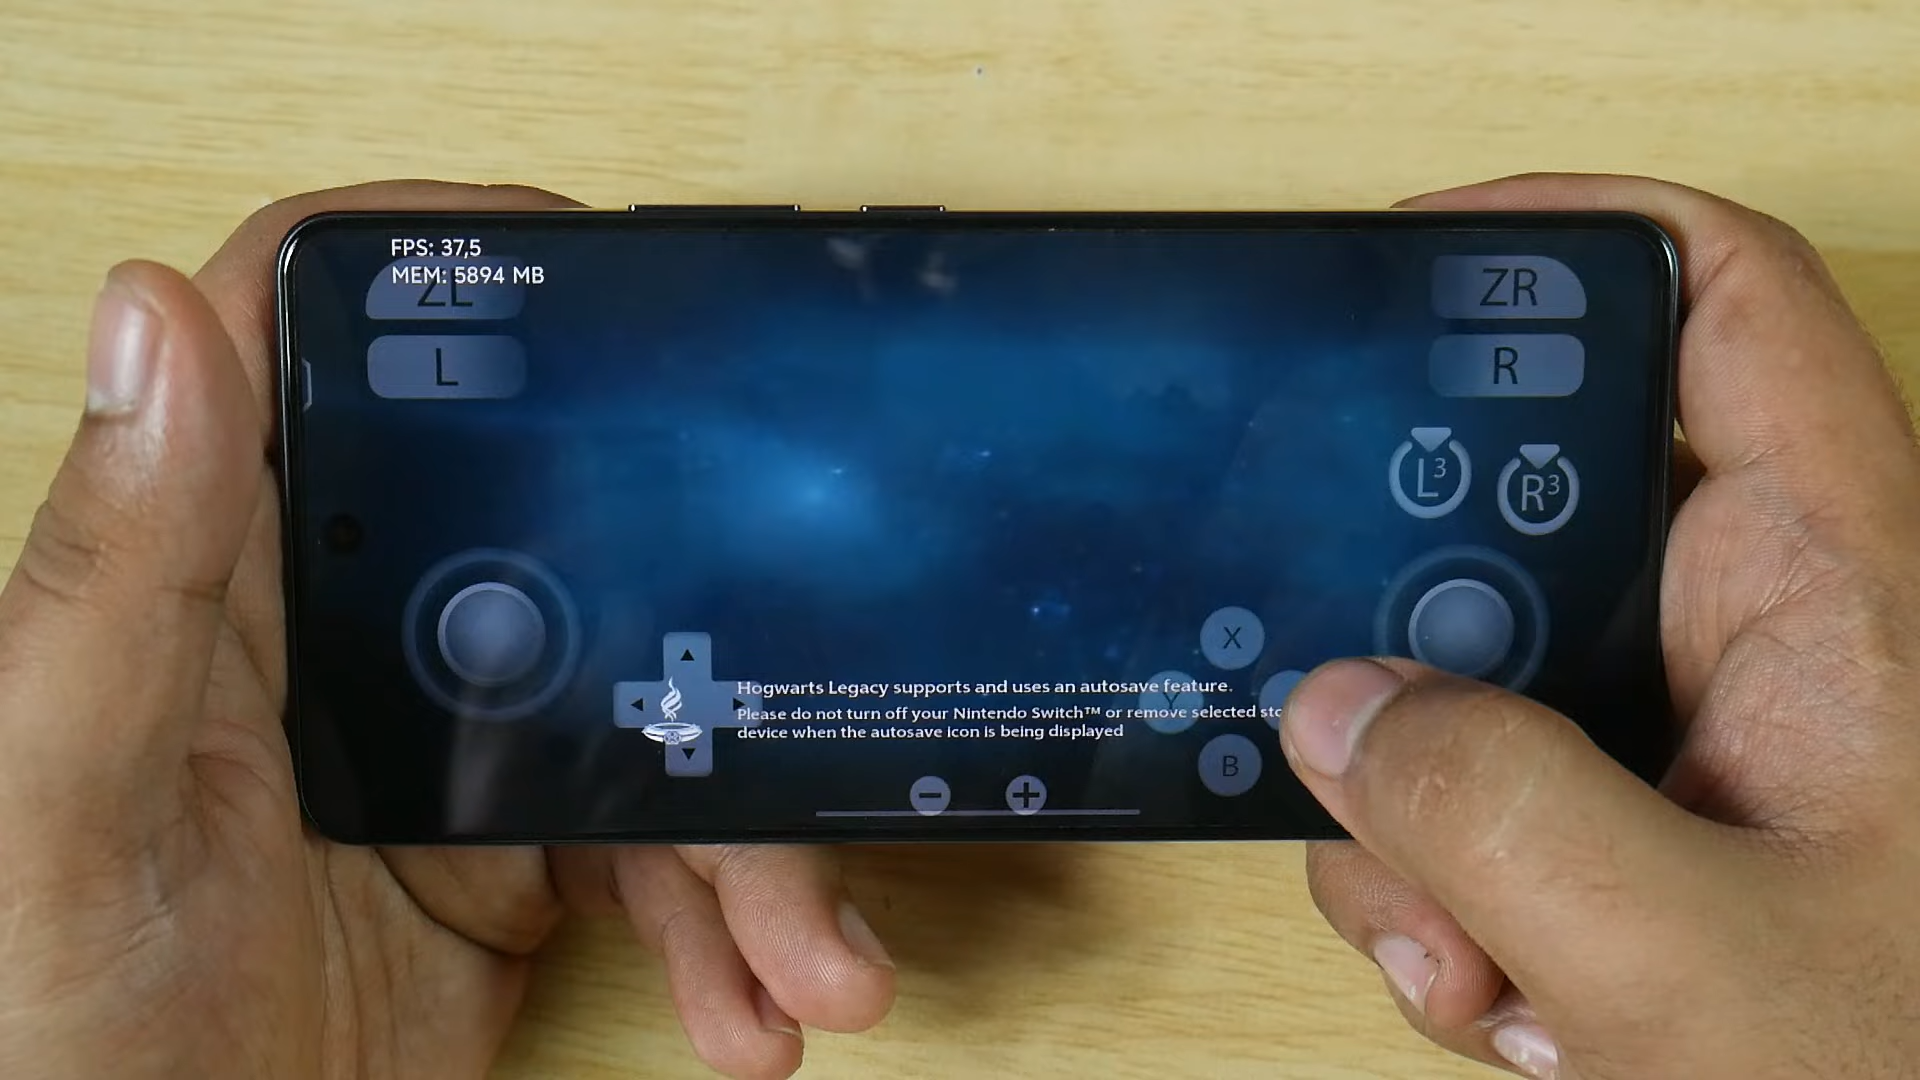 FPS: 37,5
MEM: 5894 MB
ZL
L
ZR
R
L3
R3
X
Y
B
Hogwarts Legacy supports and uses an autosave feature.
Please do not turn off your Nintendo Switch™ or remove selected
device when the autosave icon is being displayed